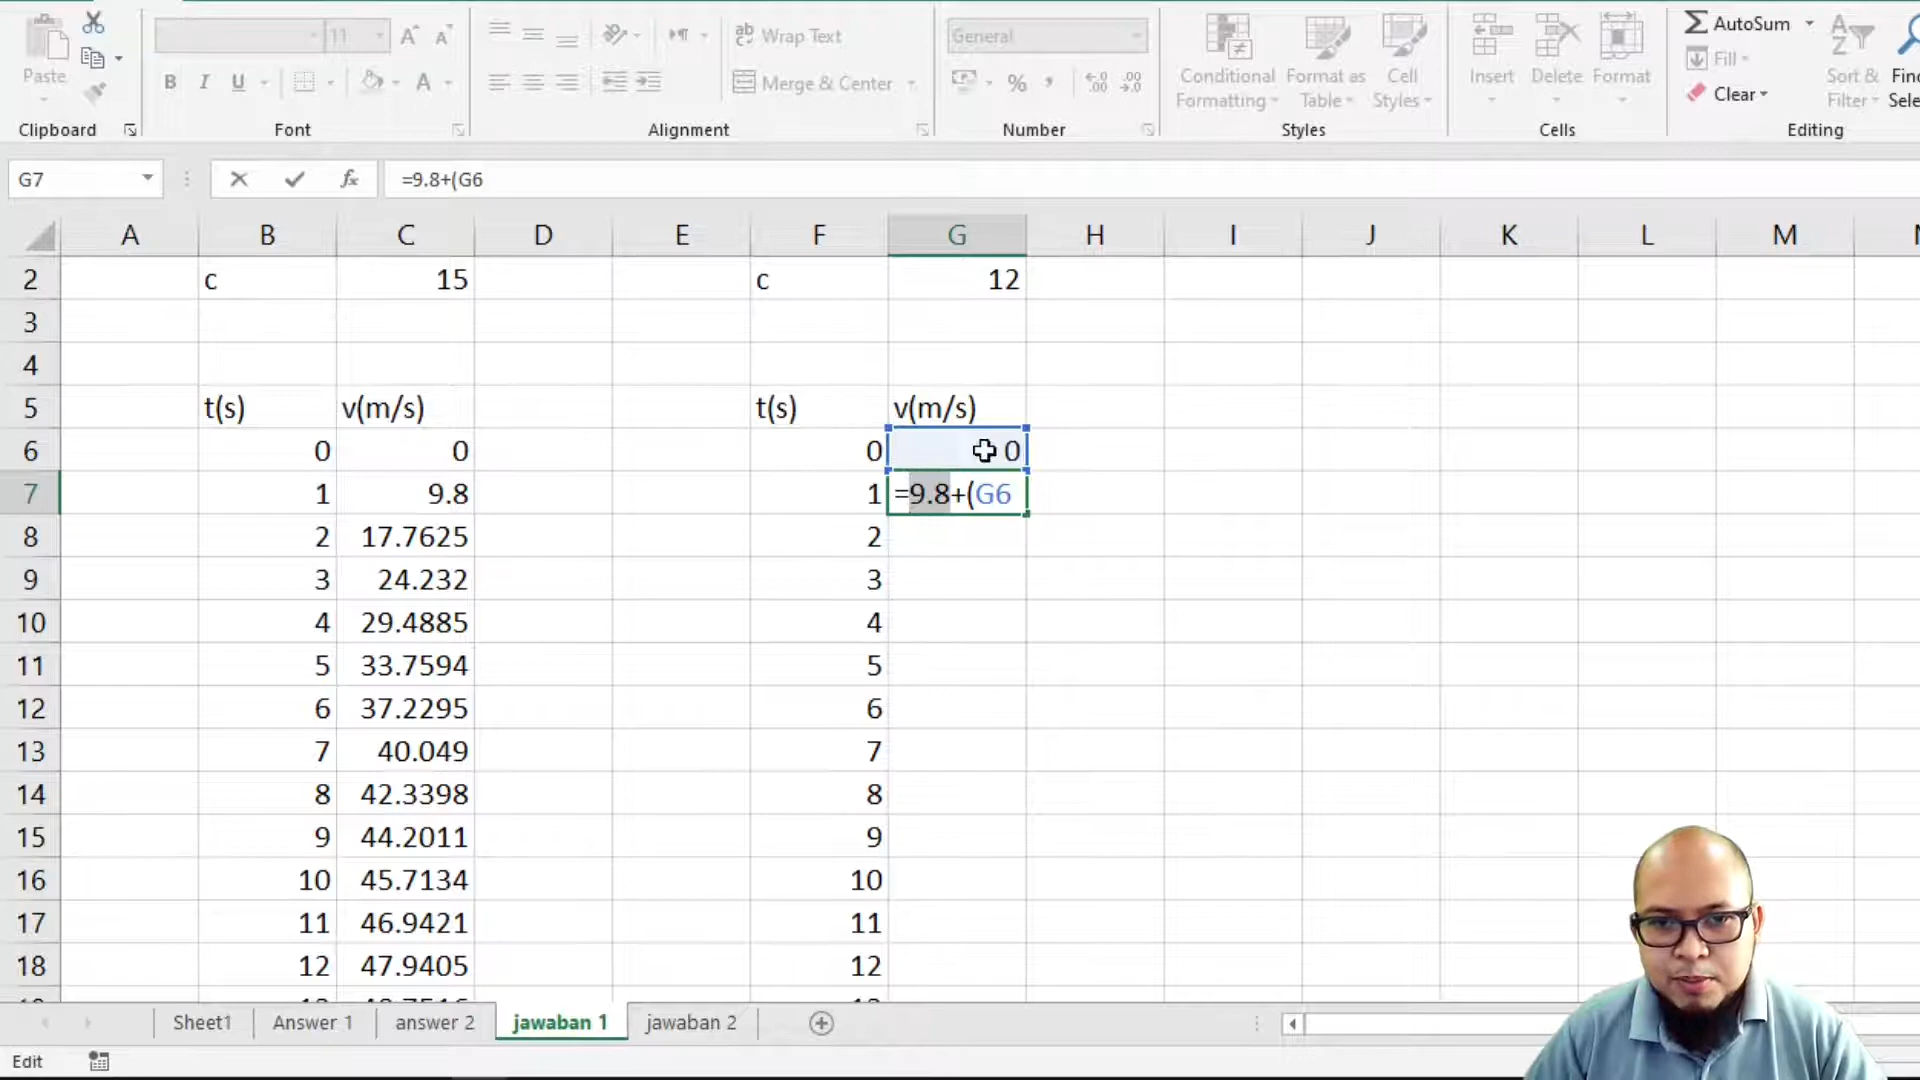 11
General
Wrap Text
AutoSum
Paste
B I U
Merge & Center
Conditional Formatting
Format as Table
Cell Styles
Insert
Delete
Format
Fill
Clear
Sort & Filter
Clipboard
Font
Alignment
Number
Styles
Cells
Editing
G7
fx
=9.8+(G6
A B C D E F G H I J K L M
2 c 15 c 12
3
4
5 t(s) v(m/s) t(s) v(m/s)
6 0 0 0 0
7 1 9.8 1 =9.8+(G6
8 2 17.7625 2
9 3 24.232 3
10 4 29.4885 4
11 5 33.7594 5
12 6 37.2295 6
13 7 40.049 7
14 8 42.3398 8
15 9 44.2011 9
16 10 45.7134 10
17 11 46.9421 11
18 12 47.9405 12
Sheet1 Answer 1 answer 2 jawaban 1 jawaban 2
Edit